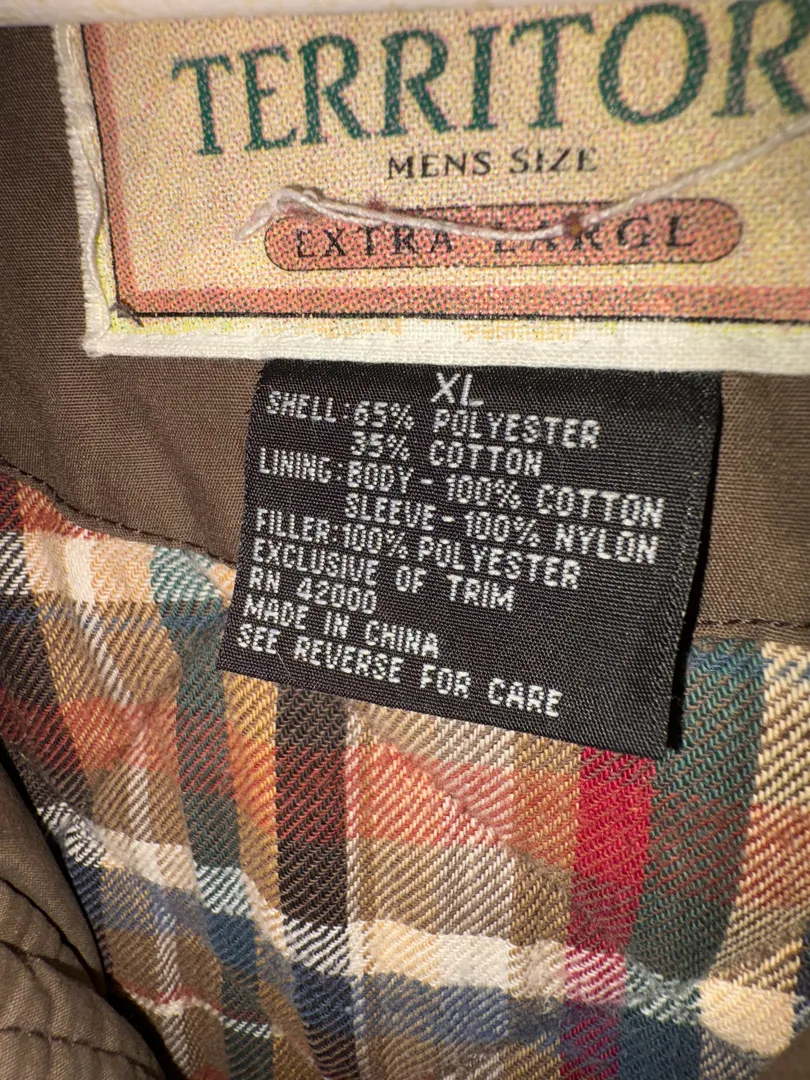 TERRITOR
MENS SIZE
EXTRA LARGE
XL
SHELL: 65% POLYESTER
35% COTTON
LINING: BODY - 100% COTTON
SLEEVE - 100% NYLON
FILLER: 100% POLYESTER
EXCLUSIVE OF TRIM
RN 42000
MADE IN CHINA
SEE REVERSE FOR CARE